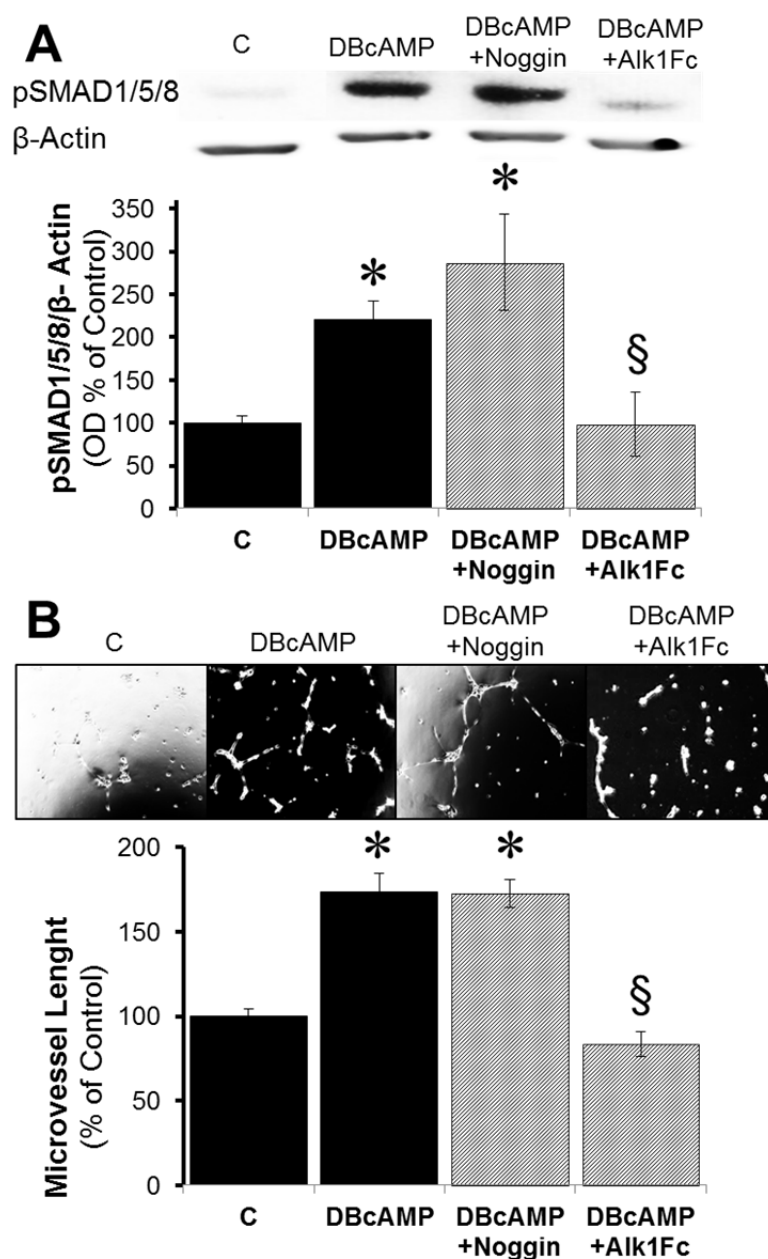 A
C
DBcAMP
DBcAMP
+Noggin
DBcAMP
+Alk1Fc
pSMAD1/5/8
β-Actin
*
*
§
pSMAD1/5/8/β- Actin
(OD % of Control)
350
300
250
200
150
100
50
0
C
DBcAMP
DBcAMP
+Noggin
DBcAMP
+Alk1Fc
B
C
DBcAMP
DBcAMP
+Noggin
DBcAMP
+Alk1Fc
*
*
§
Microvessel Lenght
(% of Control)
200
150
100
50
0
C
DBcAMP
DBcAMP
+Noggin
DBcAMP
+Alk1Fc